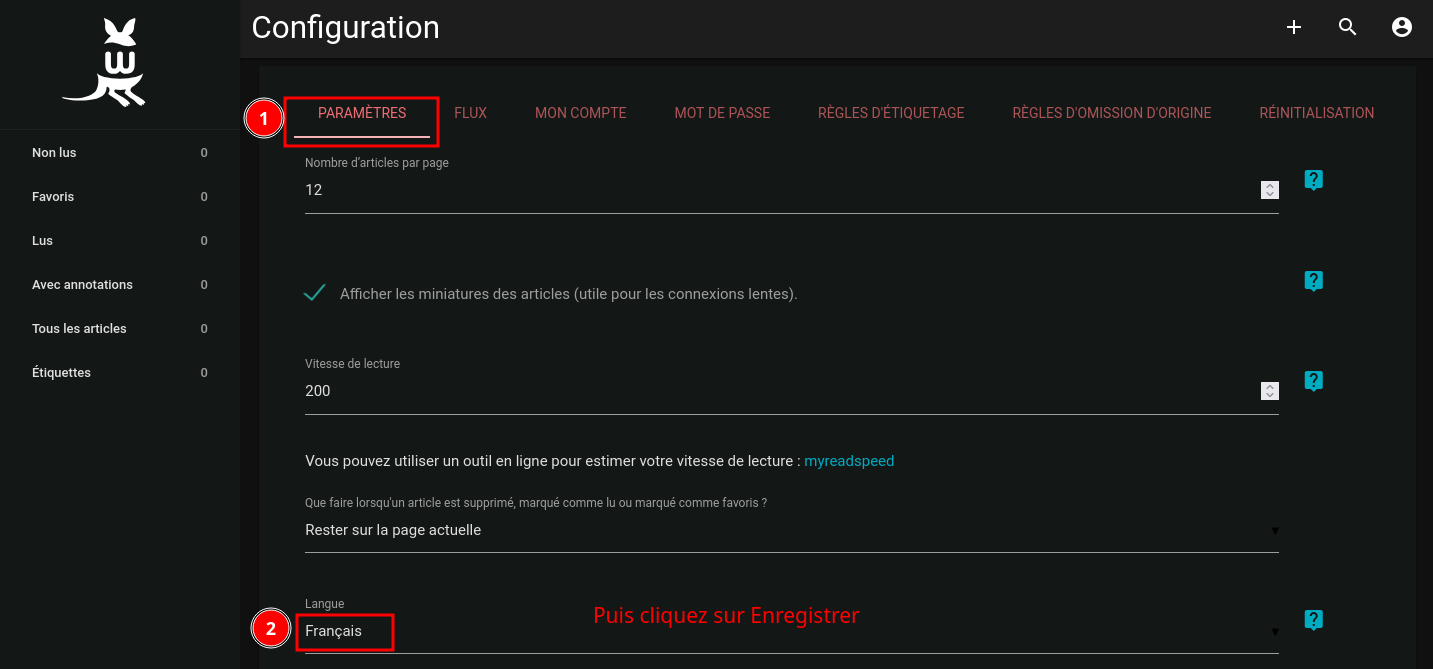 Configuration
W
Non lus 0
Favoris 0
Lus 0
Avec annotations 0
Tous les articles 0
Étiquettes 0
1
PARAMÈTRES FLUX MON COMPTE MOT DE PASSE RÈGLES D'ÉTIQUETAGE RÈGLES D'OMISSION D'ORIGINE RÉINITIALISATION
Nombre d'articles par page
12
?
Afficher les miniatures des articles (utile pour les connexions lentes).
?
Vitesse de lecture
200
?
Vous pouvez utiliser un outil en ligne pour estimer votre vitesse de lecture : myreadspeed
Que faire lorsqu'un article est supprimé, marqué comme lu ou marqué comme favoris ?
Rester sur la page actuelle
Langue
2
Français
Puis cliquez sur Enregistrer
?